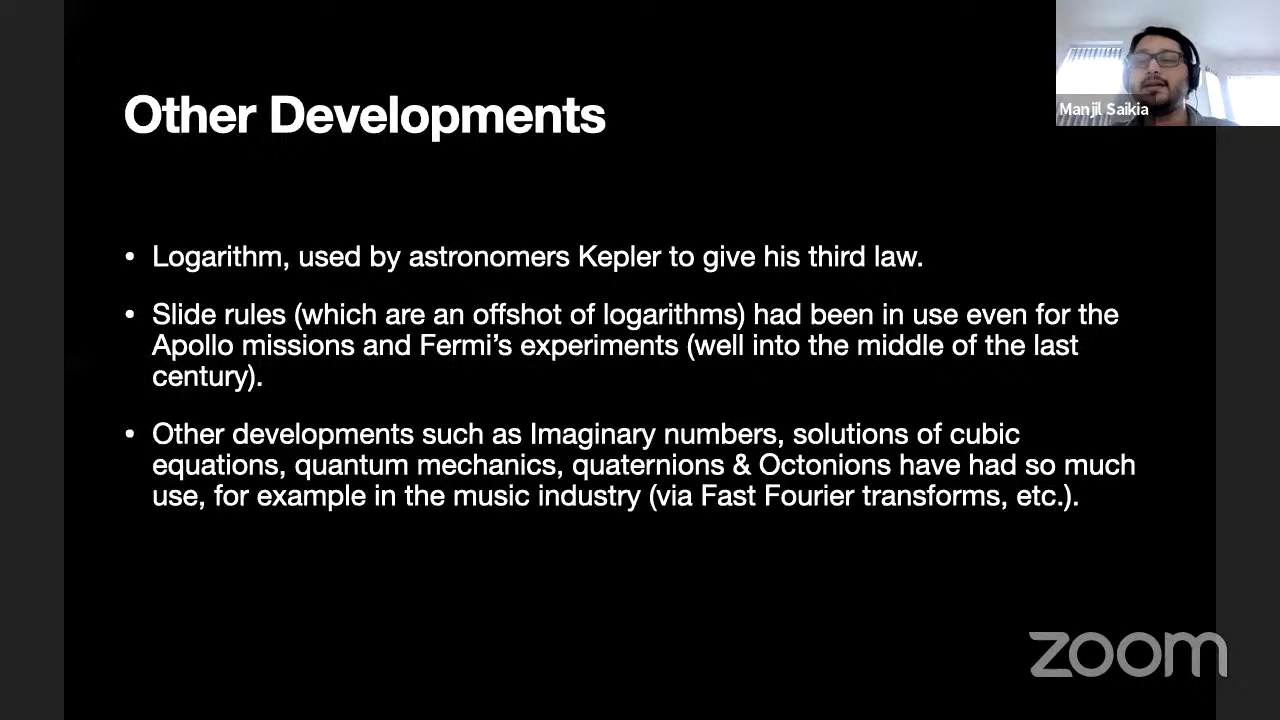 Manjil Saikia
Other Developments
• Logarithm, used by astronomers Kepler to give his third law.
• Slide rules (which are an offshot of logarithms) had been in use even for the
Apollo missions and Fermi's experiments (well into the middle of the last
century).
• Other developments such as Imaginary numbers, solutions of cubic
equations, quantum mechanics, quaternions & Octonions have had so much
use, for example in the music industry (via Fast Fourier transforms, etc.).
zoom